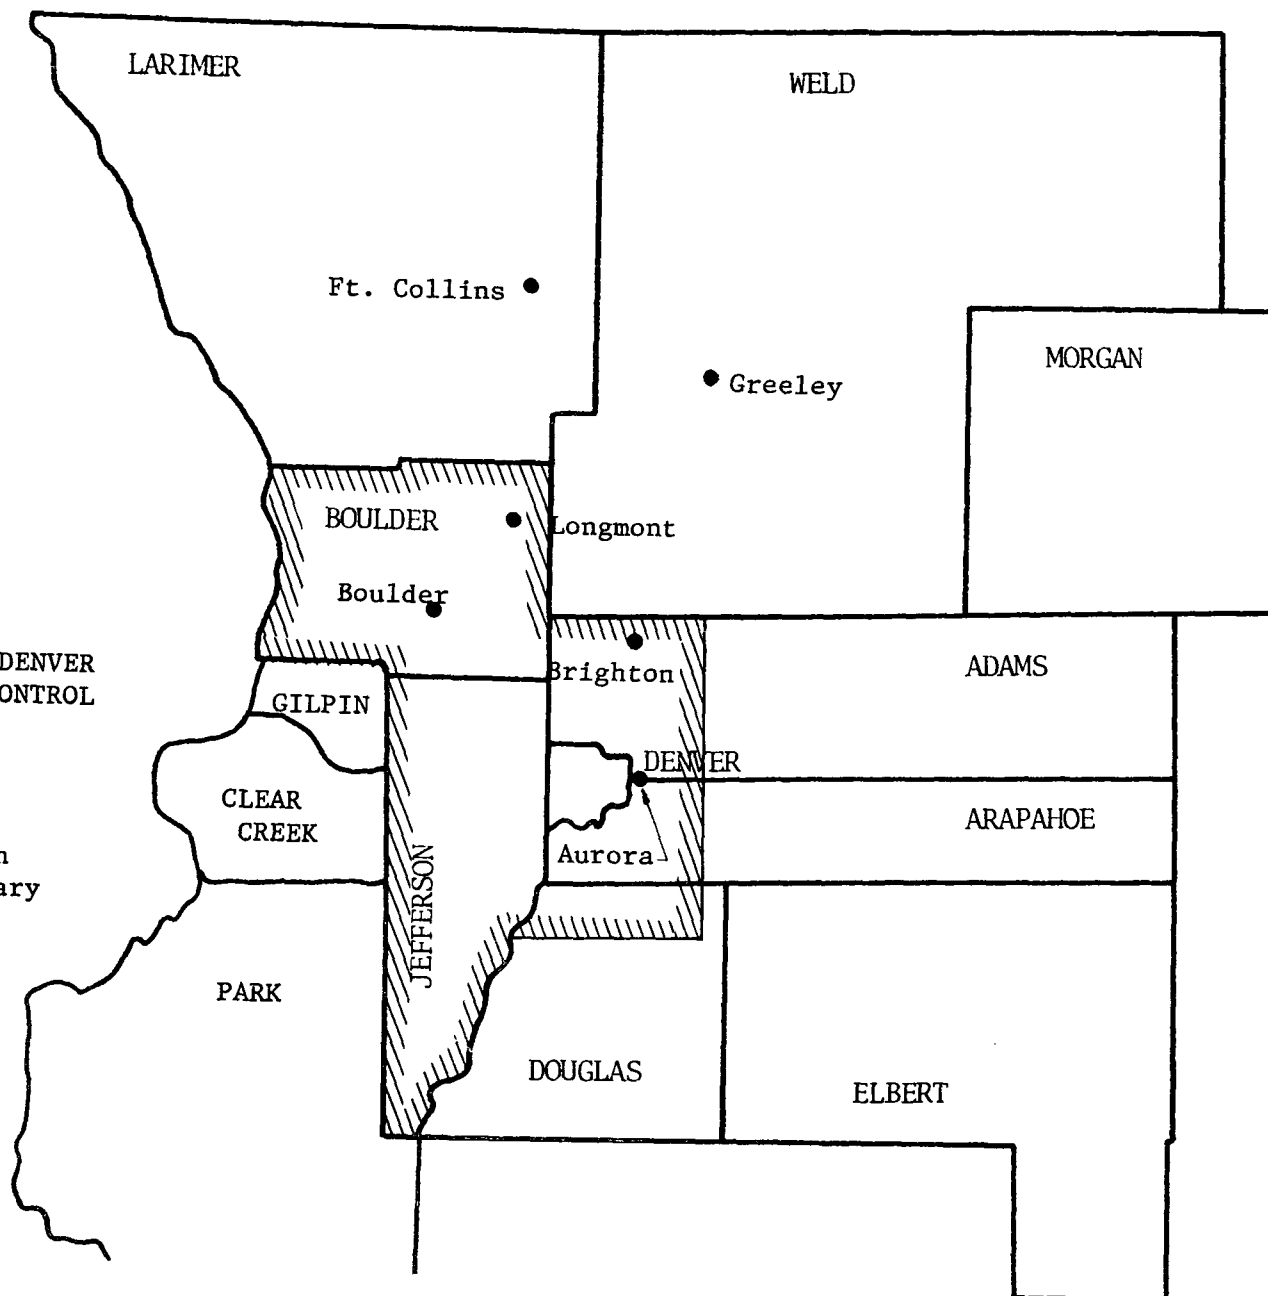 LARIMER
WELD
Ft. Collins
MORGAN
Greeley
BOULDER
Longmont
Boulder
DENVER
ONTROL
Brighton
ADAMS
GILPIN
DENVER
CLEAR
CREEK
ARAPAHOE
Aurora
JEFFERSON
ary
PARK
DOUGLAS
ELBERT